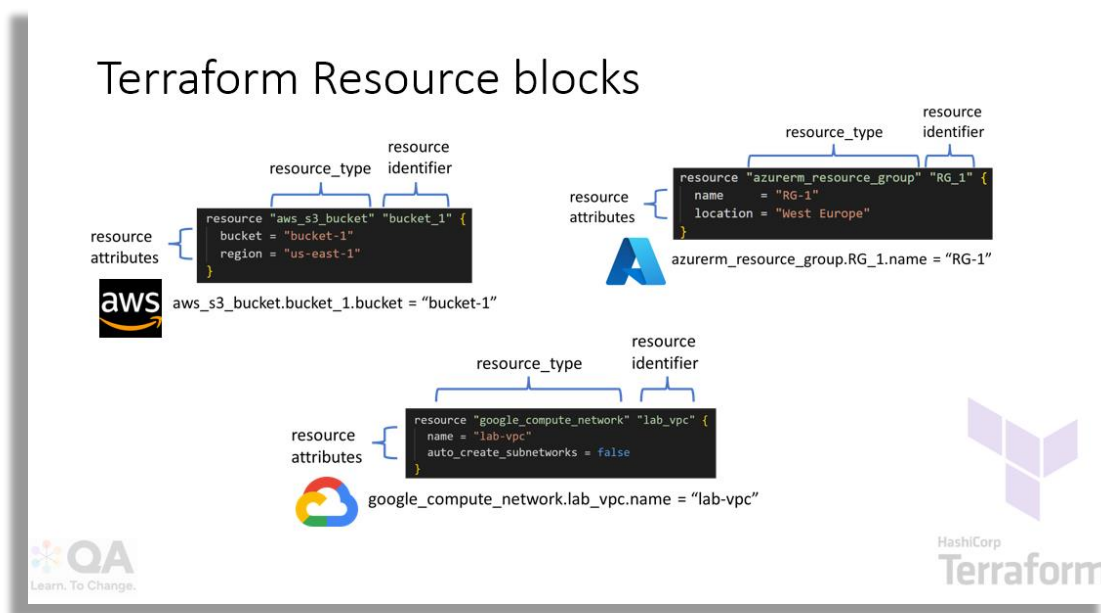 Terraform Resource blocks
resource_type
resource
identifier
resource
attributes
resource "aws_s3_bucket" "bucket_1" {
bucket = "bucket-1"
region = "us-east-1"
}
aws
aws_s3_bucket.bucket_1.bucket = “bucket-1”
resource_type
resource
identifier
resource
attributes
resource "azurerm_resource_group" "RG_1" {
name     = "RG-1"
location = "West Europe"
}
azurerm_resource_group.RG_1.name = “RG-1”
resource_type
resource
identifier
resource
attributes
resource "google_compute_network" "lab_vpc" {
name = "lab-vpc"
auto_create_subnetworks = false
}
google_compute_network.lab_vpc.name = “lab-vpc”
QA
Learn. To Change.
HashiCorp
Terraform